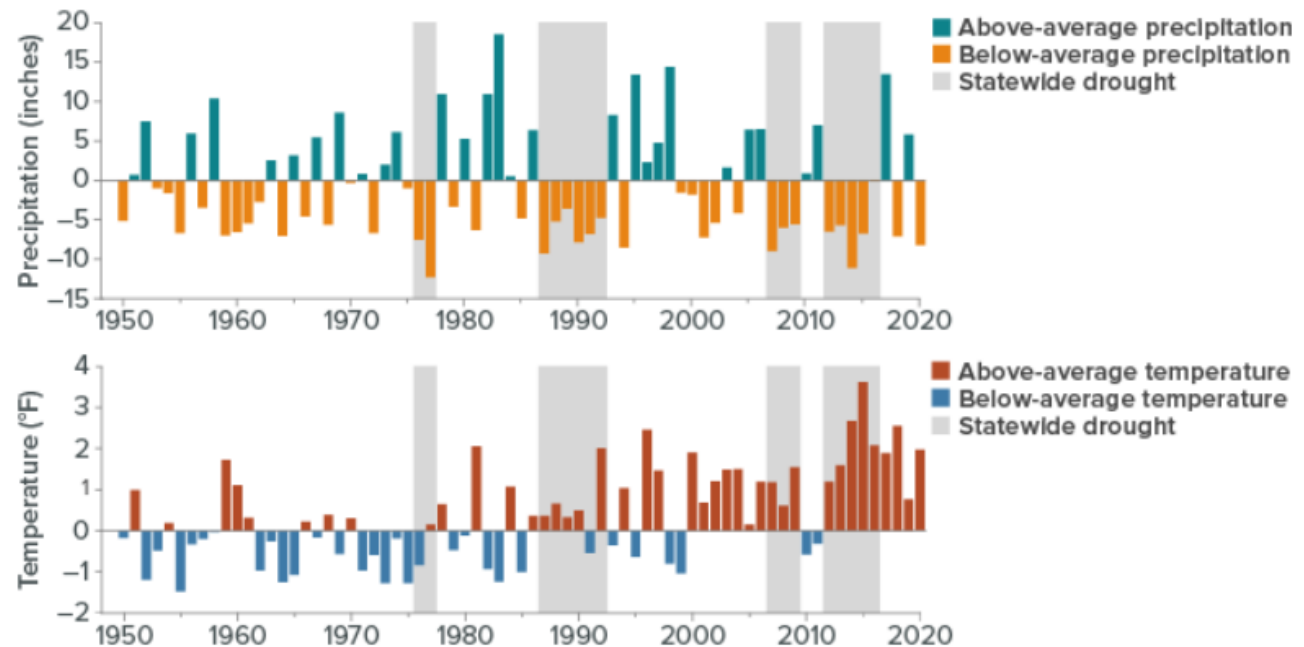 20
15
10
5
0
−5
−10
−15
Precipitation (inches)
1950 1960 1970 1980 1990 2000 2010 2020
Above-average precipitation
Below-average precipitation
Statewide drought
4
3
2
1
0
−1
−2
Temperature (°F)
1950 1960 1970 1980 1990 2000 2010 2020
Above-average temperature
Below-average temperature
Statewide drought